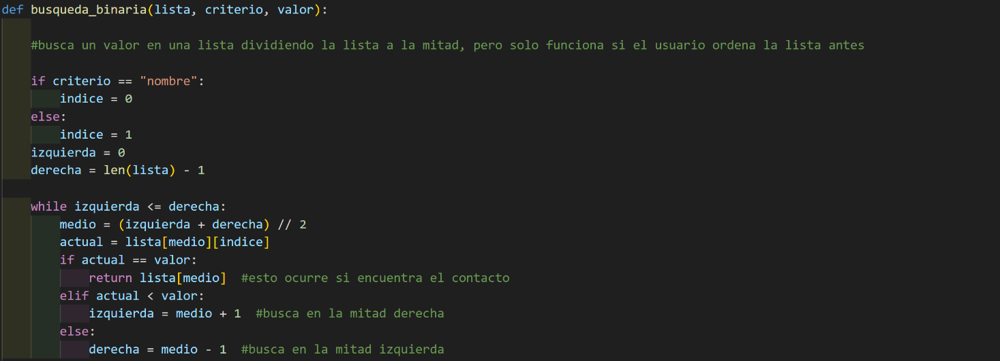 def busqueda_binaria(lista, criterio, valor):
#busca un valor en una lista dividiendo la lista a la mitad, pero solo funciona si el usuario ordena la lista antes
if criterio == "nombre":
indice = 0
else:
indice = 1
izquierda = 0
derecha = len(lista) - 1
while izquierda <= derecha:
medio = (izquierda + derecha) // 2
actual = lista[medio][indice]
if actual == valor:
return lista[medio]  #esto ocurre si encuentra el contacto
elif actual < valor:
izquierda = medio + 1  #busca en la mitad derecha
else:
derecha = medio - 1  #busca en la mitad izquierda